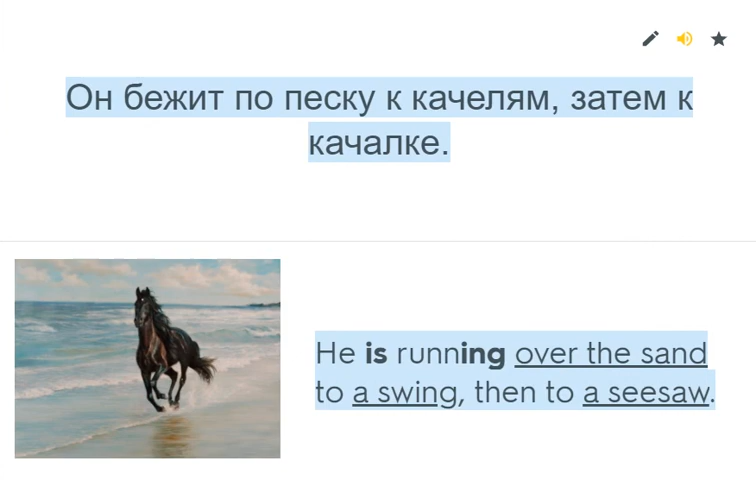 Он бежит по песку к качелям, затем к
качалке.
He is running over the sand
to a swing, then to a seesaw.